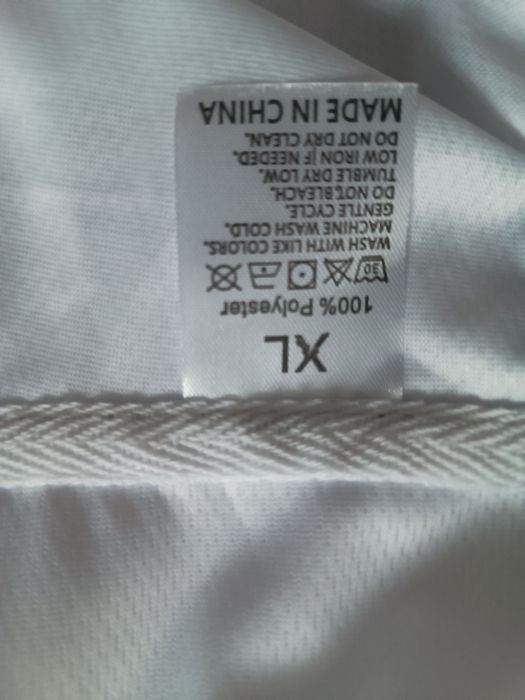 XL
100% Polyester
30
WASH WITH LIKE COLORS.
MACHINE WASH COLD.
GENTLE CYCLE.
DO NOT BLEACH.
TUMBLE DRY LOW.
LOW IRON IF NEEDED.
DO NOT DRY CLEAN.
MADE IN CHINA